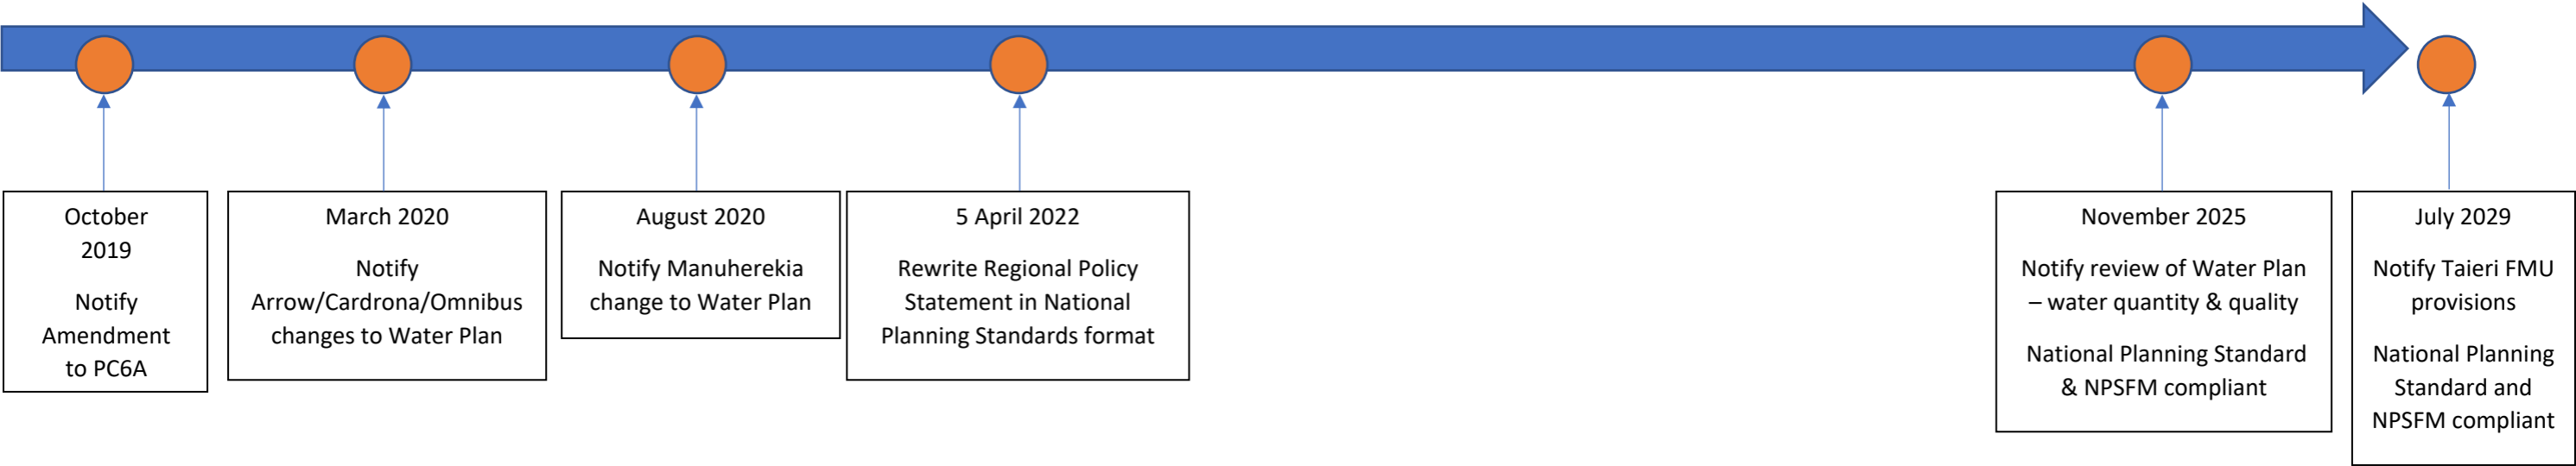 October
2019
Notify
Amendment
to PC6A
March 2020
Notify
Arrow/Cardrona/Omnibus
changes to Water Plan
August 2020
Notify Manuherekia
change to Water Plan
5 April 2022
Rewrite Regional Policy
Statement in National
Planning Standards format
November 2025
Notify review of Water Plan
– water quantity & quality
National Planning Standard
& NPSFM compliant
July 2029
Notify Taieri FMU
provisions
National Planning
Standard and
NPSFM compliant